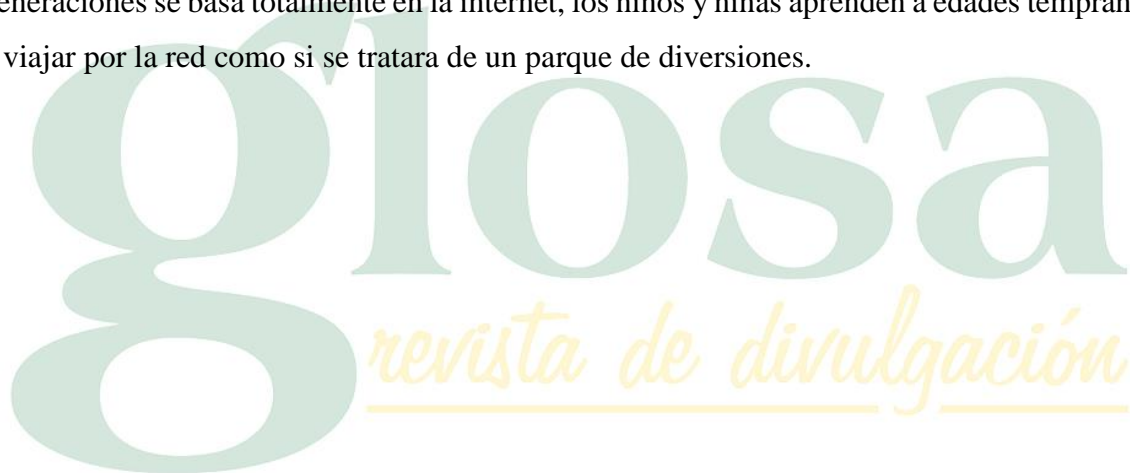 eneraciones se basa totalmente en la internet, los niños y niñas aprenden a edades tempran
viajar por la red como si se tratara de un parque de diversiones.
glosa
revista de divulgación